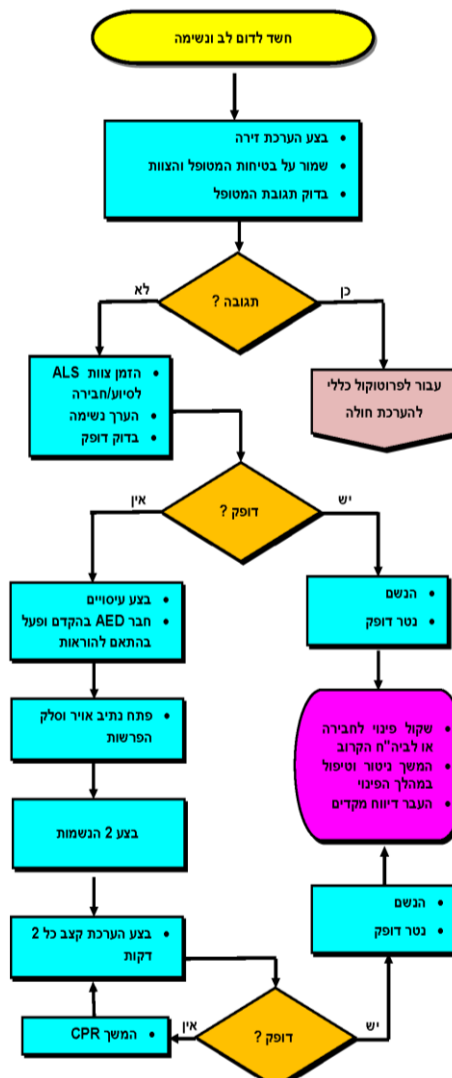 חשד לדום לב ונשימה
• בצע הערכת זירה
• שמור על בטיחות המטופל והצוות
• בדוק תגובת המטופל
תגובה ?
לא
כן
• הזמן צוות ALS
לסיוע/חבירה
• הערך נשימה
• בדוק דופק
עבור לפרוטוקול כללי
להערכת חולה
דופק ?
אין
יש
• בצע עיסויים
• חבר AED בהקדם ופעל
בהתאם להוראות
• הנשם
• נטר דופק
• פתח נתיב אויר וסלק
הפרשות
• שקול פינוי לחבירה
או לביה"ח הקרוב
• המשך ניטור וטיפול
במהלך הפינוי
• העבר דיווח מקדים
בצע 2 הנשמות
• הנשם
• נטר דופק
• בצע הערכת קצב כל 2
דקות
דופק ?
אין
יש
• המשך CPR